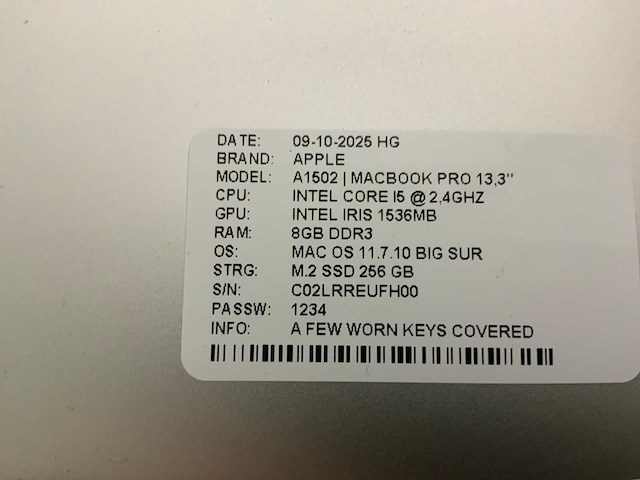 DATE: 09-10-2025 HG
BRAND: APPLE
MODEL: A1502 | MACBOOK PRO 13,3"
CPU: INTEL CORE I5 @ 2,4GHZ
GPU: INTEL IRIS 1536MB
RAM: 8GB DDR3
OS: MAC OS 11.7.10 BIG SUR
STRG: M.2 SSD 256 GB
S/N: C02LRREUFH00
PASSW: 1234
INFO: A FEW WORN KEYS COVERED